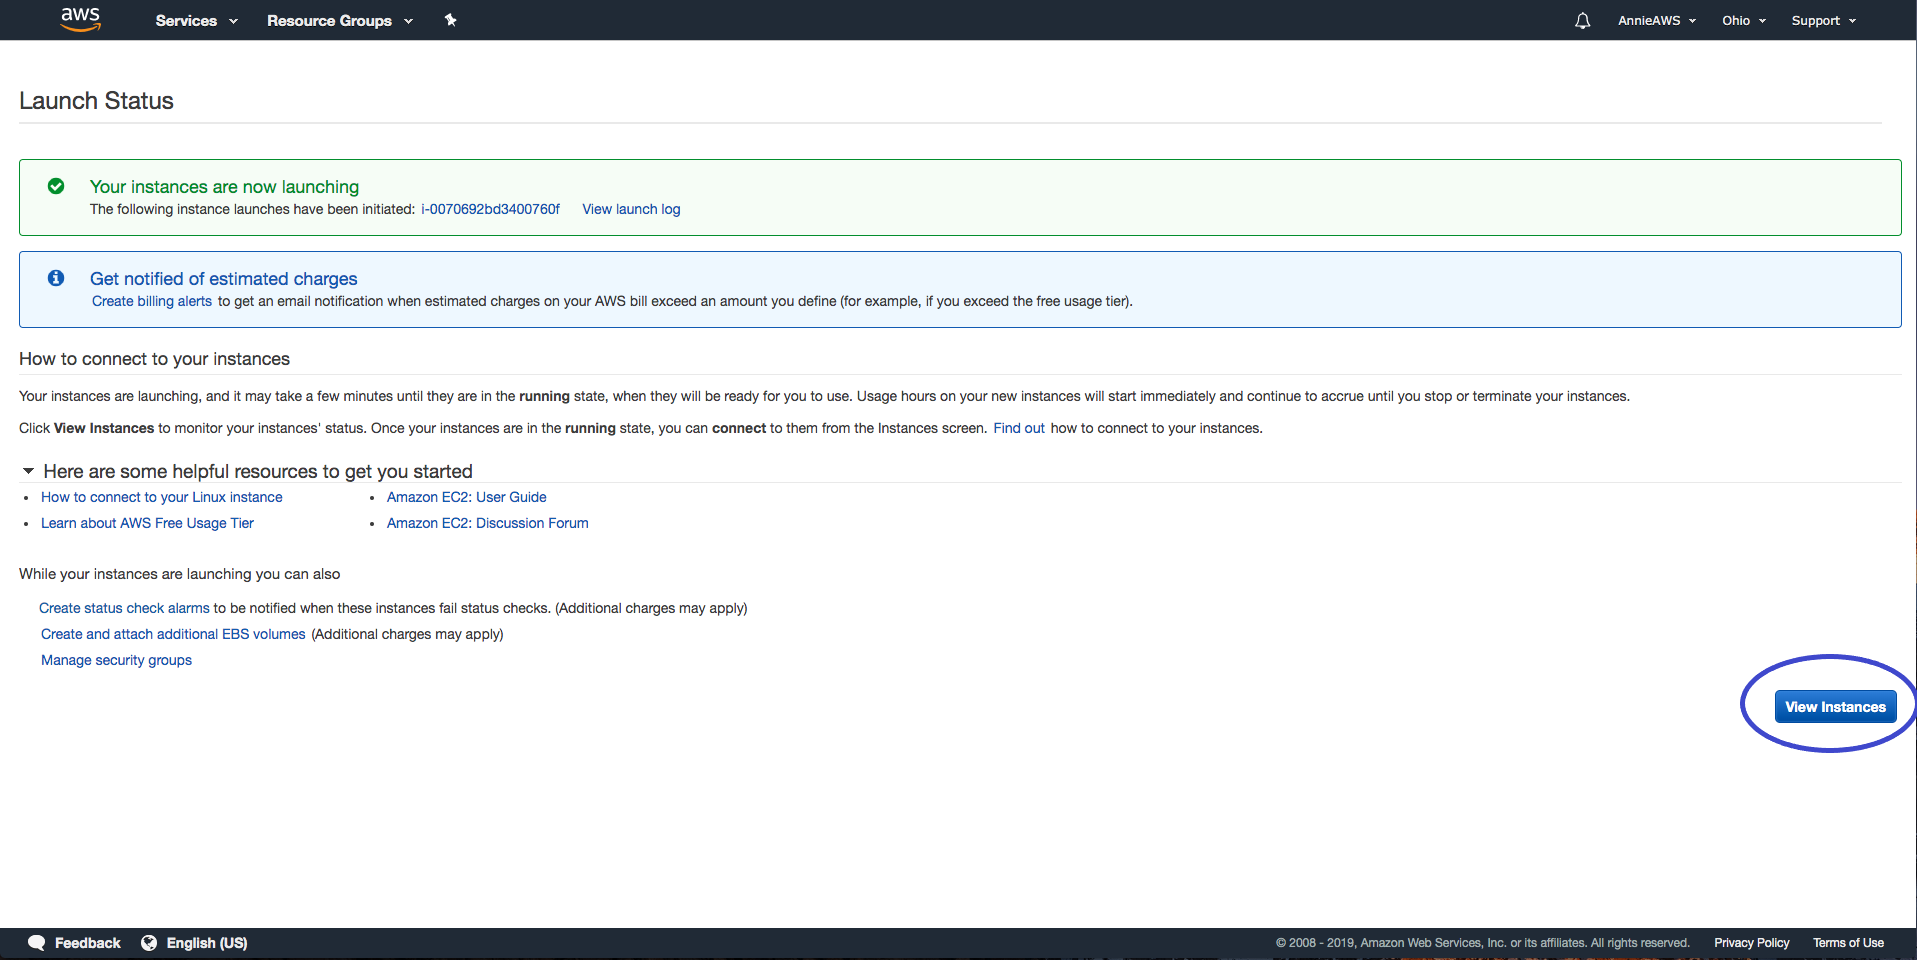 aws Services Resource Groups AnnieAWS Ohio Support
Launch Status
Your instances are now launching
The following instance launches have been initiated: i-0070692bd3400760f View launch log
Get notified of estimated charges
Create billing alerts to get an email notification when estimated charges on your AWS bill exceed an amount you define (for example, if you exceed the free usage tier).
How to connect to your instances
Your instances are launching, and it may take a few minutes until they are in the running state, when they will be ready for you to use. Usage hours on your new instances will start immediately and continue to accrue until you stop or terminate your instances.
Click View Instances to monitor your instances' status. Once your instances are in the running state, you can connect to them from the Instances screen. Find out how to connect to your instances.
Here are some helpful resources to get you started
• How to connect to your Linux instance • Amazon EC2: User Guide
• Learn about AWS Free Usage Tier • Amazon EC2: Discussion Forum
While your instances are launching you can also
Create status check alarms to be notified when these instances fail status checks. (Additional charges may apply)
Create and attach additional EBS volumes (Additional charges may apply)
Manage security groups
View Instances
Feedback English (US) © 2008 - 2019, Amazon Web Services, Inc. or its affiliates. All rights reserved. Privacy Policy Terms of Use